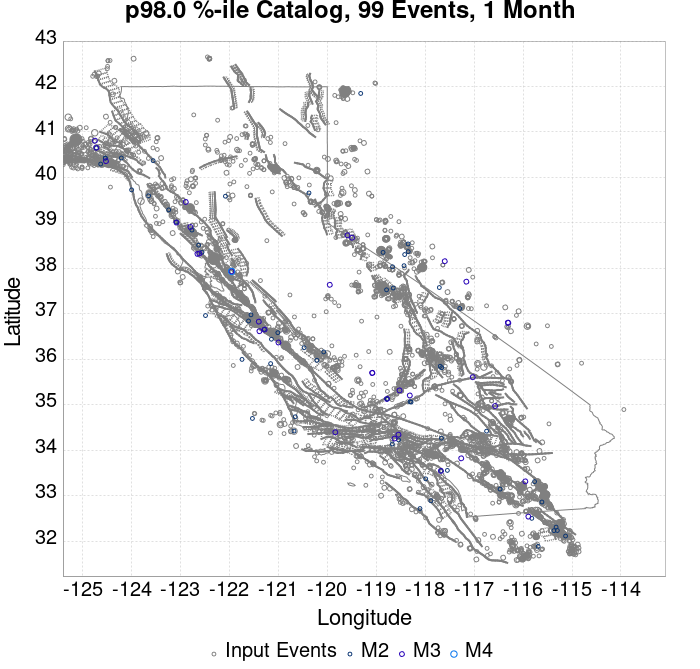 p98.0 %-ile Catalog, 99 Events, 1 Month
43
42
41
40
39
38
37
36
35
34
33
32
Latitude
-125 -124 -123 -122 -121 -120 -119 -118 -117 -116 -115 -114
Longitude
Input Events M2 M3 M4